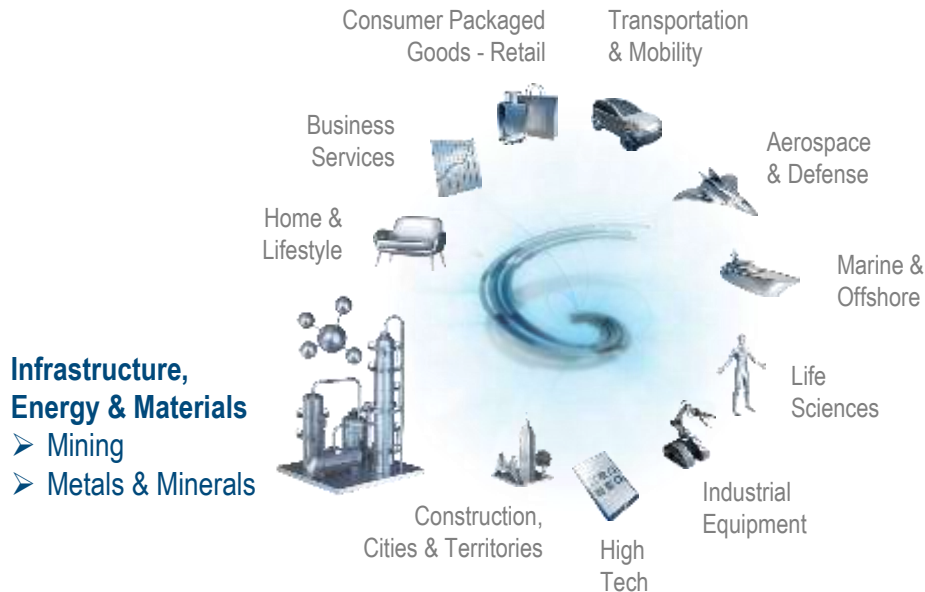 Consumer Packaged
Goods - Retail
Transportation
& Mobility
Business
Services
Aerospace
& Defense
Home &
Lifestyle
Marine &
Offshore
Infrastructure,
Energy & Materials
➢ Mining
➢ Metals & Minerals
Life
Sciences
Industrial
Equipment
Construction,
Cities & Territories
High
Tech